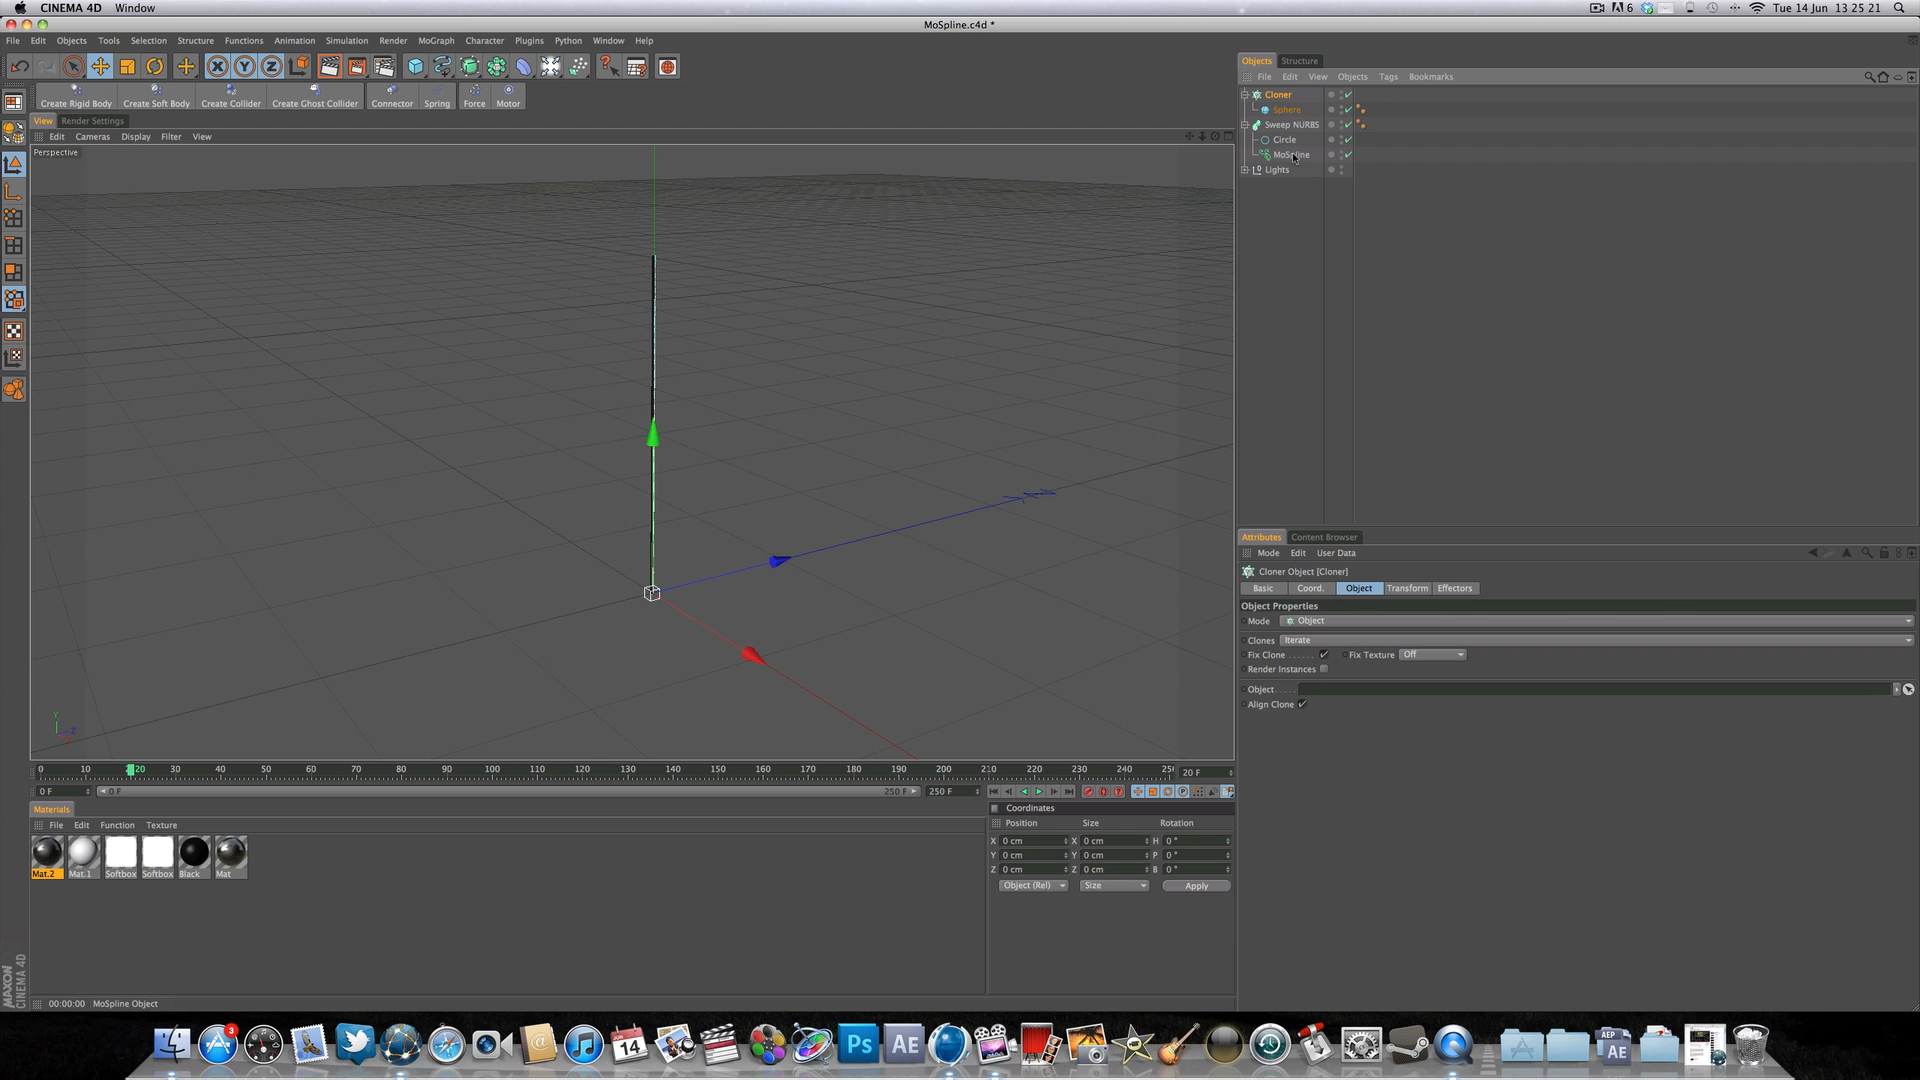 CINEMA 4D Window
6 Tue 14 Jun 13 25 21
MoSpline.c4d *
File Edit Objects Tools Selection Structure Functions Animation Simulation Render MoGraph Character Plugins Python Window Help
X Y Z
Create Rigid Body Create Soft Body Create Collider Create Ghost Collider Connector Spring Force Motor
View Render Settings
Edit Cameras Display Filter View
Perspective
Y
Z
0 10 20 30 40 50 60 70 80 90 100 110 120 130 140 150 160 170 180 190 200 210 220 230 240 25 20 F
0 F 0 F 250 F 250 F
Materials
File Edit Function Texture
Mat.2 Mat.1 Softbox Softbox Black Mat
Coordinates
Position Size Rotation
X 0 cm X 0 cm H 0 °
Y 0 cm Y 0 cm P 0 °
Z 0 cm Z 0 cm B 0 °
Object (Rel) Size Apply
MAXON
CINEMA 4D
00:00:00 MoSpline Object
Objects Structure
File Edit View Objects Tags Bookmarks
Cloner
Sphere
Sweep NURBS
Circle
MoSpline
Lights
Attributes Content Browser
Mode Edit User Data
Cloner Object [Cloner]
Basic Coord. Object Transform Effectors
Object Properties
Mode Object
Clones Iterate
Fix Clone . . . . . . Fix Texture Off
Render Instances
Object . . . . .
Align Clone
3
14
Ps AE
AEP
AE